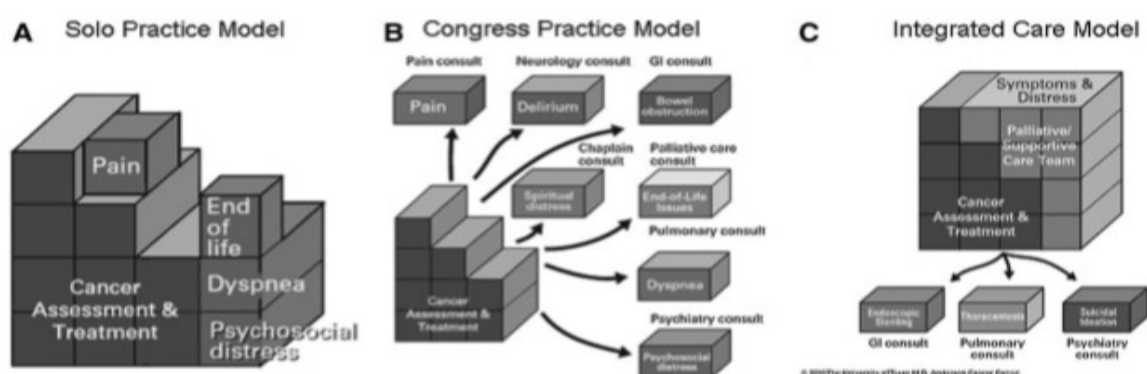 A Solo Practice Model
Pain
End
of
life
Cancer
Assessment &
Treatment
Dyspnea
Psychosocial
distress
B Congress Practice Model
Pain consult
Neurology consult
GI consult
Pain
Delirium
Bowel
obstruction
Chaplain
consult
Palliative care
consult
Spiritual
distress
End-of-Life
Issues
Pulmonary consult
Cancer
Assessment &
Treatment
Dyspnea
Psychiatry consult
Psychosocial
distress
C Integrated Care Model
Symptoms &
Distress
Palliative/
Supportive
Care Team
Cancer
Assessment &
Treatment
Endoscopic
Stenting
Thoracentesis
Suicidal
Ideation
GI consult
Pulmonary
consult
Psychiatry
consult